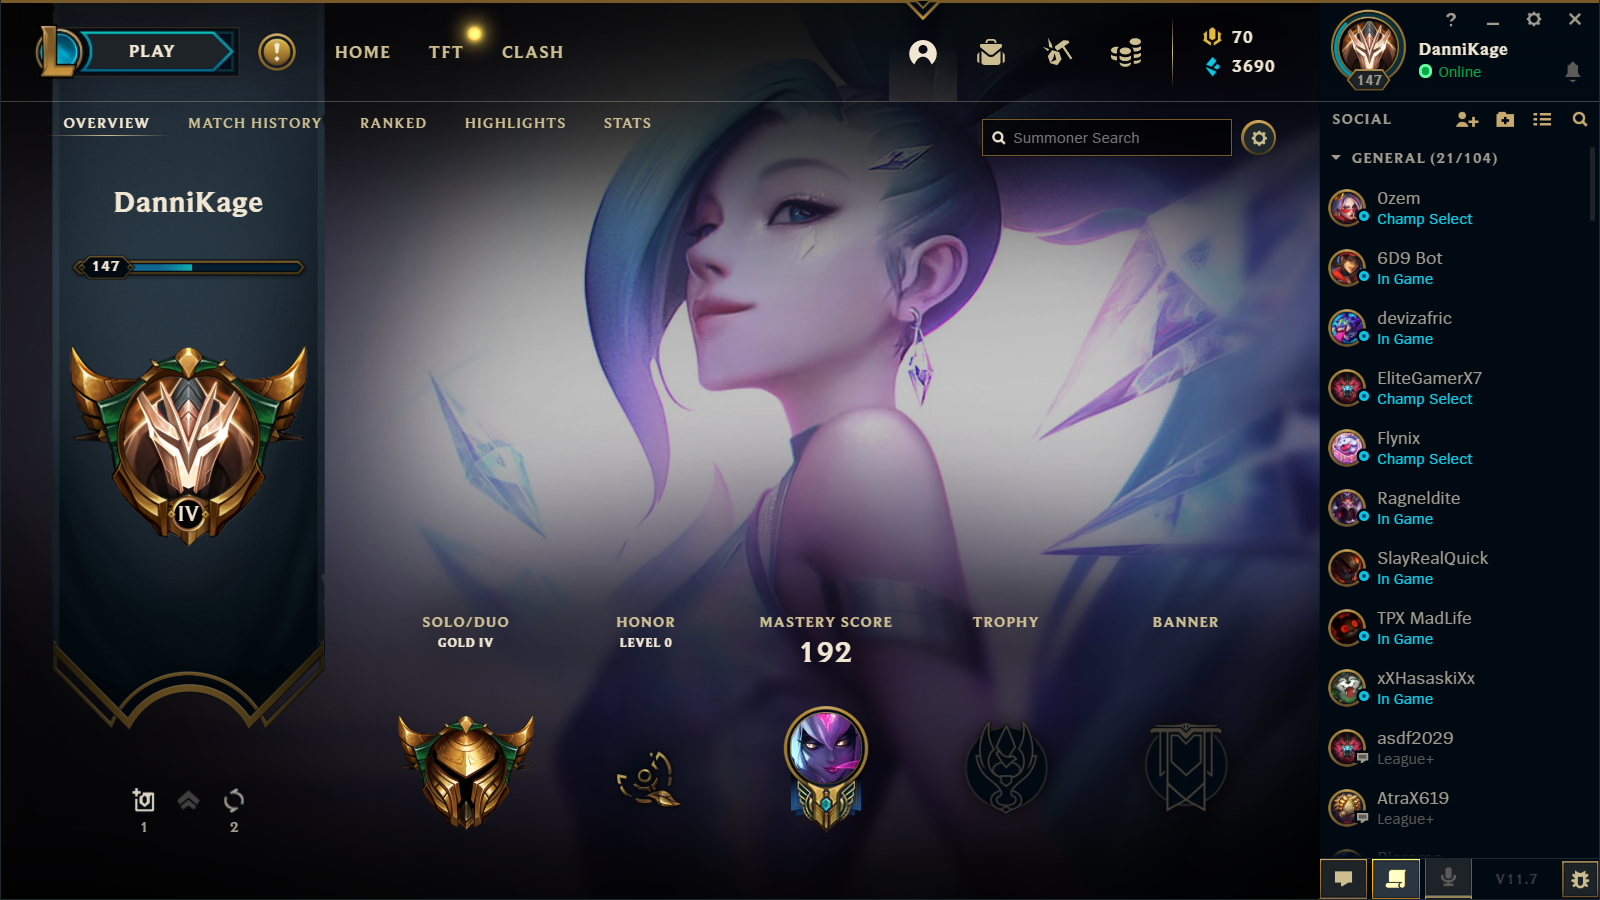 PLAY
HOME
TFT
CLASH
70
3690
147
DanniKage
Online
OVERVIEW
MATCH HISTORY
RANKED
HIGHLIGHTS
STATS
Summoner Search
SOCIAL
GENERAL (21/104)
DanniKage
147
IV
1
2
SOLO/DUO
GOLD IV
HONOR
LEVEL 0
MASTERY SCORE
192
TROPHY
BANNER
Ozem
Champ Select
6D9 Bot
In Game
devizafric
In Game
EliteGamerX7
Champ Select
Flynix
Champ Select
Ragneldite
In Game
SlayRealQuick
In Game
TPX MadLife
In Game
xXHasaskiXx
In Game
asdf2029
League+
AtraX619
League+
V11.7